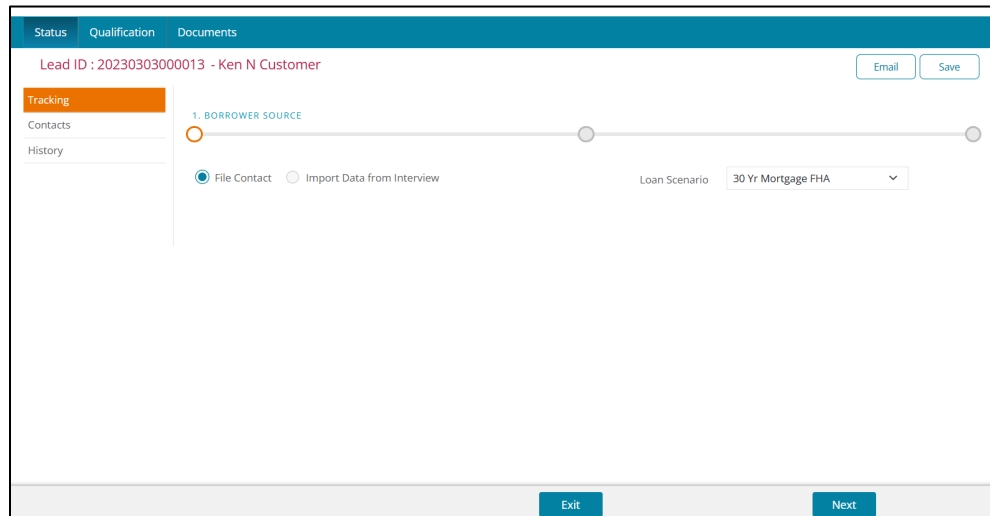 Status Qualification Documents
Lead ID : 20230303000013 - Ken N Customer
Email Save
Tracking
Contacts
History
1. BORROWER SOURCE
File Contact Import Data from Interview
Loan Scenario 30 Yr Mortgage FHA
Exit Next